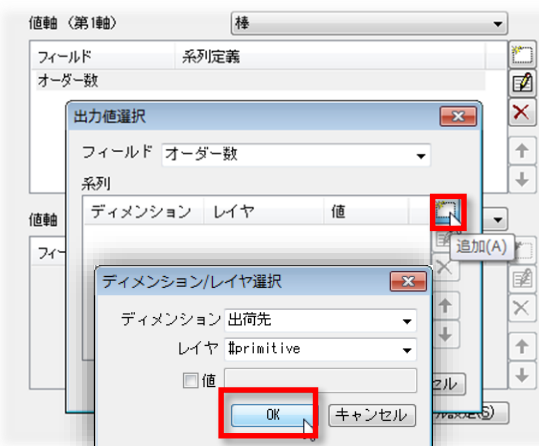 値軸（第1軸） 棒
フィールド 系列定義
オーダー数
出力値選択
フィールド オーダー数
系列
ディメンション レイヤ 値
値軸
追加(A)
フィー
ディメンション/レイヤ選択
ディメンション 出荷先
レイヤ #primitive
値
セル
OK キャンセル
(S)